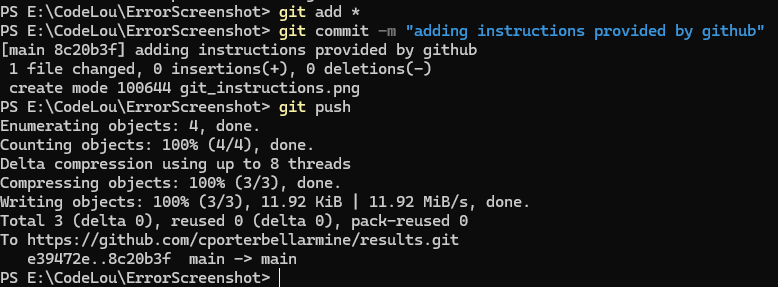 PS E:\CodeLou\ErrorScreenshot> git add *
PS E:\CodeLou\ErrorScreenshot> git commit -m "adding instructions provided by github"
[main 8c20b3f] adding instructions provided by github
 1 file changed, 0 insertions(+), 0 deletions(-)
 create mode 100644 git_instructions.png
PS E:\CodeLou\ErrorScreenshot> git push
Enumerating objects: 4, done.
Counting objects: 100% (4/4), done.
Delta compression using up to 8 threads
Compressing objects: 100% (3/3), done.
Writing objects: 100% (3/3), 11.92 KiB | 11.92 MiB/s, done.
Total 3 (delta 0), reused 0 (delta 0), pack-reused 0
To https://github.com/cporterbellarmine/results.git
   e39472e..8c20b3f  main -> main
PS E:\CodeLou\ErrorScreenshot>